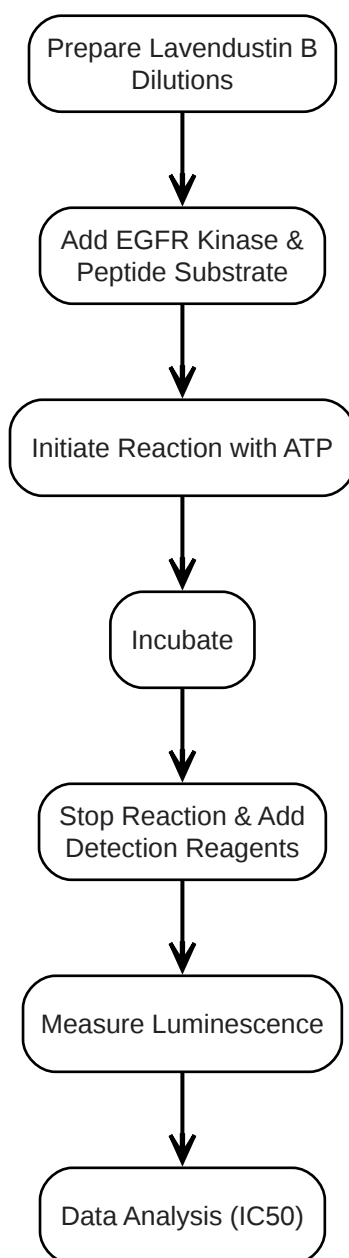 Prepare Lavendustin B
Dilutions
Add EGFR Kinase &
Peptide Substrate
Initiate Reaction with ATP
Incubate
Stop Reaction & Add
Detection Reagents
Measure Luminescence
Data Analysis (IC50)